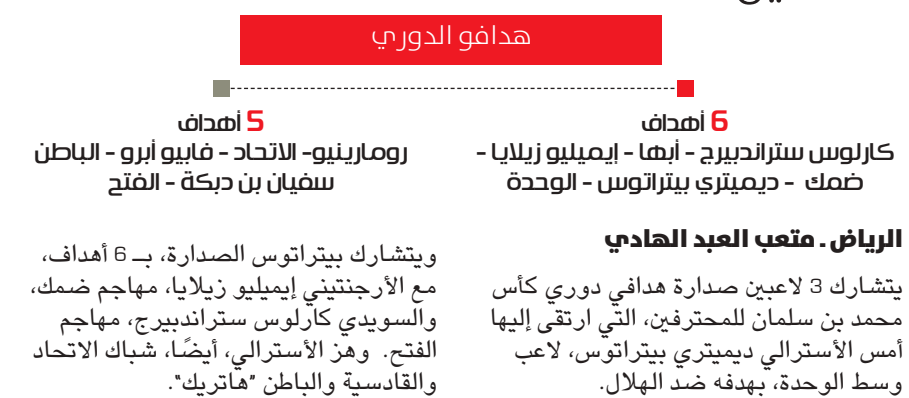 هدافو الدوري
6 أهداف
كارلوس ستراندبيرج - أبها - إيميليو زيلايا -
ضمك - ديميتري بيتراتوس - الوحدة
5 أهداف
رومارينيو- الاتحاد - فابيو أبرو - الباطن
سفيان بن دبكة - الفتح
الرياض. متعب العبد الهادي
يتشارك 3 لاعبين صدارة هدافي دوري كأس
محمد بن سلمان للمحترفين، التي ارتقى إليها
أمس الأسترالي ديميتري بيتراتوس، لاعب
وسط الوحدة، بهدفه ضد الهلال.
ويتشارك بيتراتوس الصدارة، بــ 6 أهداف،
مع الأرجنتيني إيميليو زيلايا، مهاجم ضمك،
والسويدي كارلوس ستراندبيرج، مهاجم
الفتح. وهز الأسترالي، أيضًا، شباك الاتحاد
والقادسية والباطن "هاتريك".